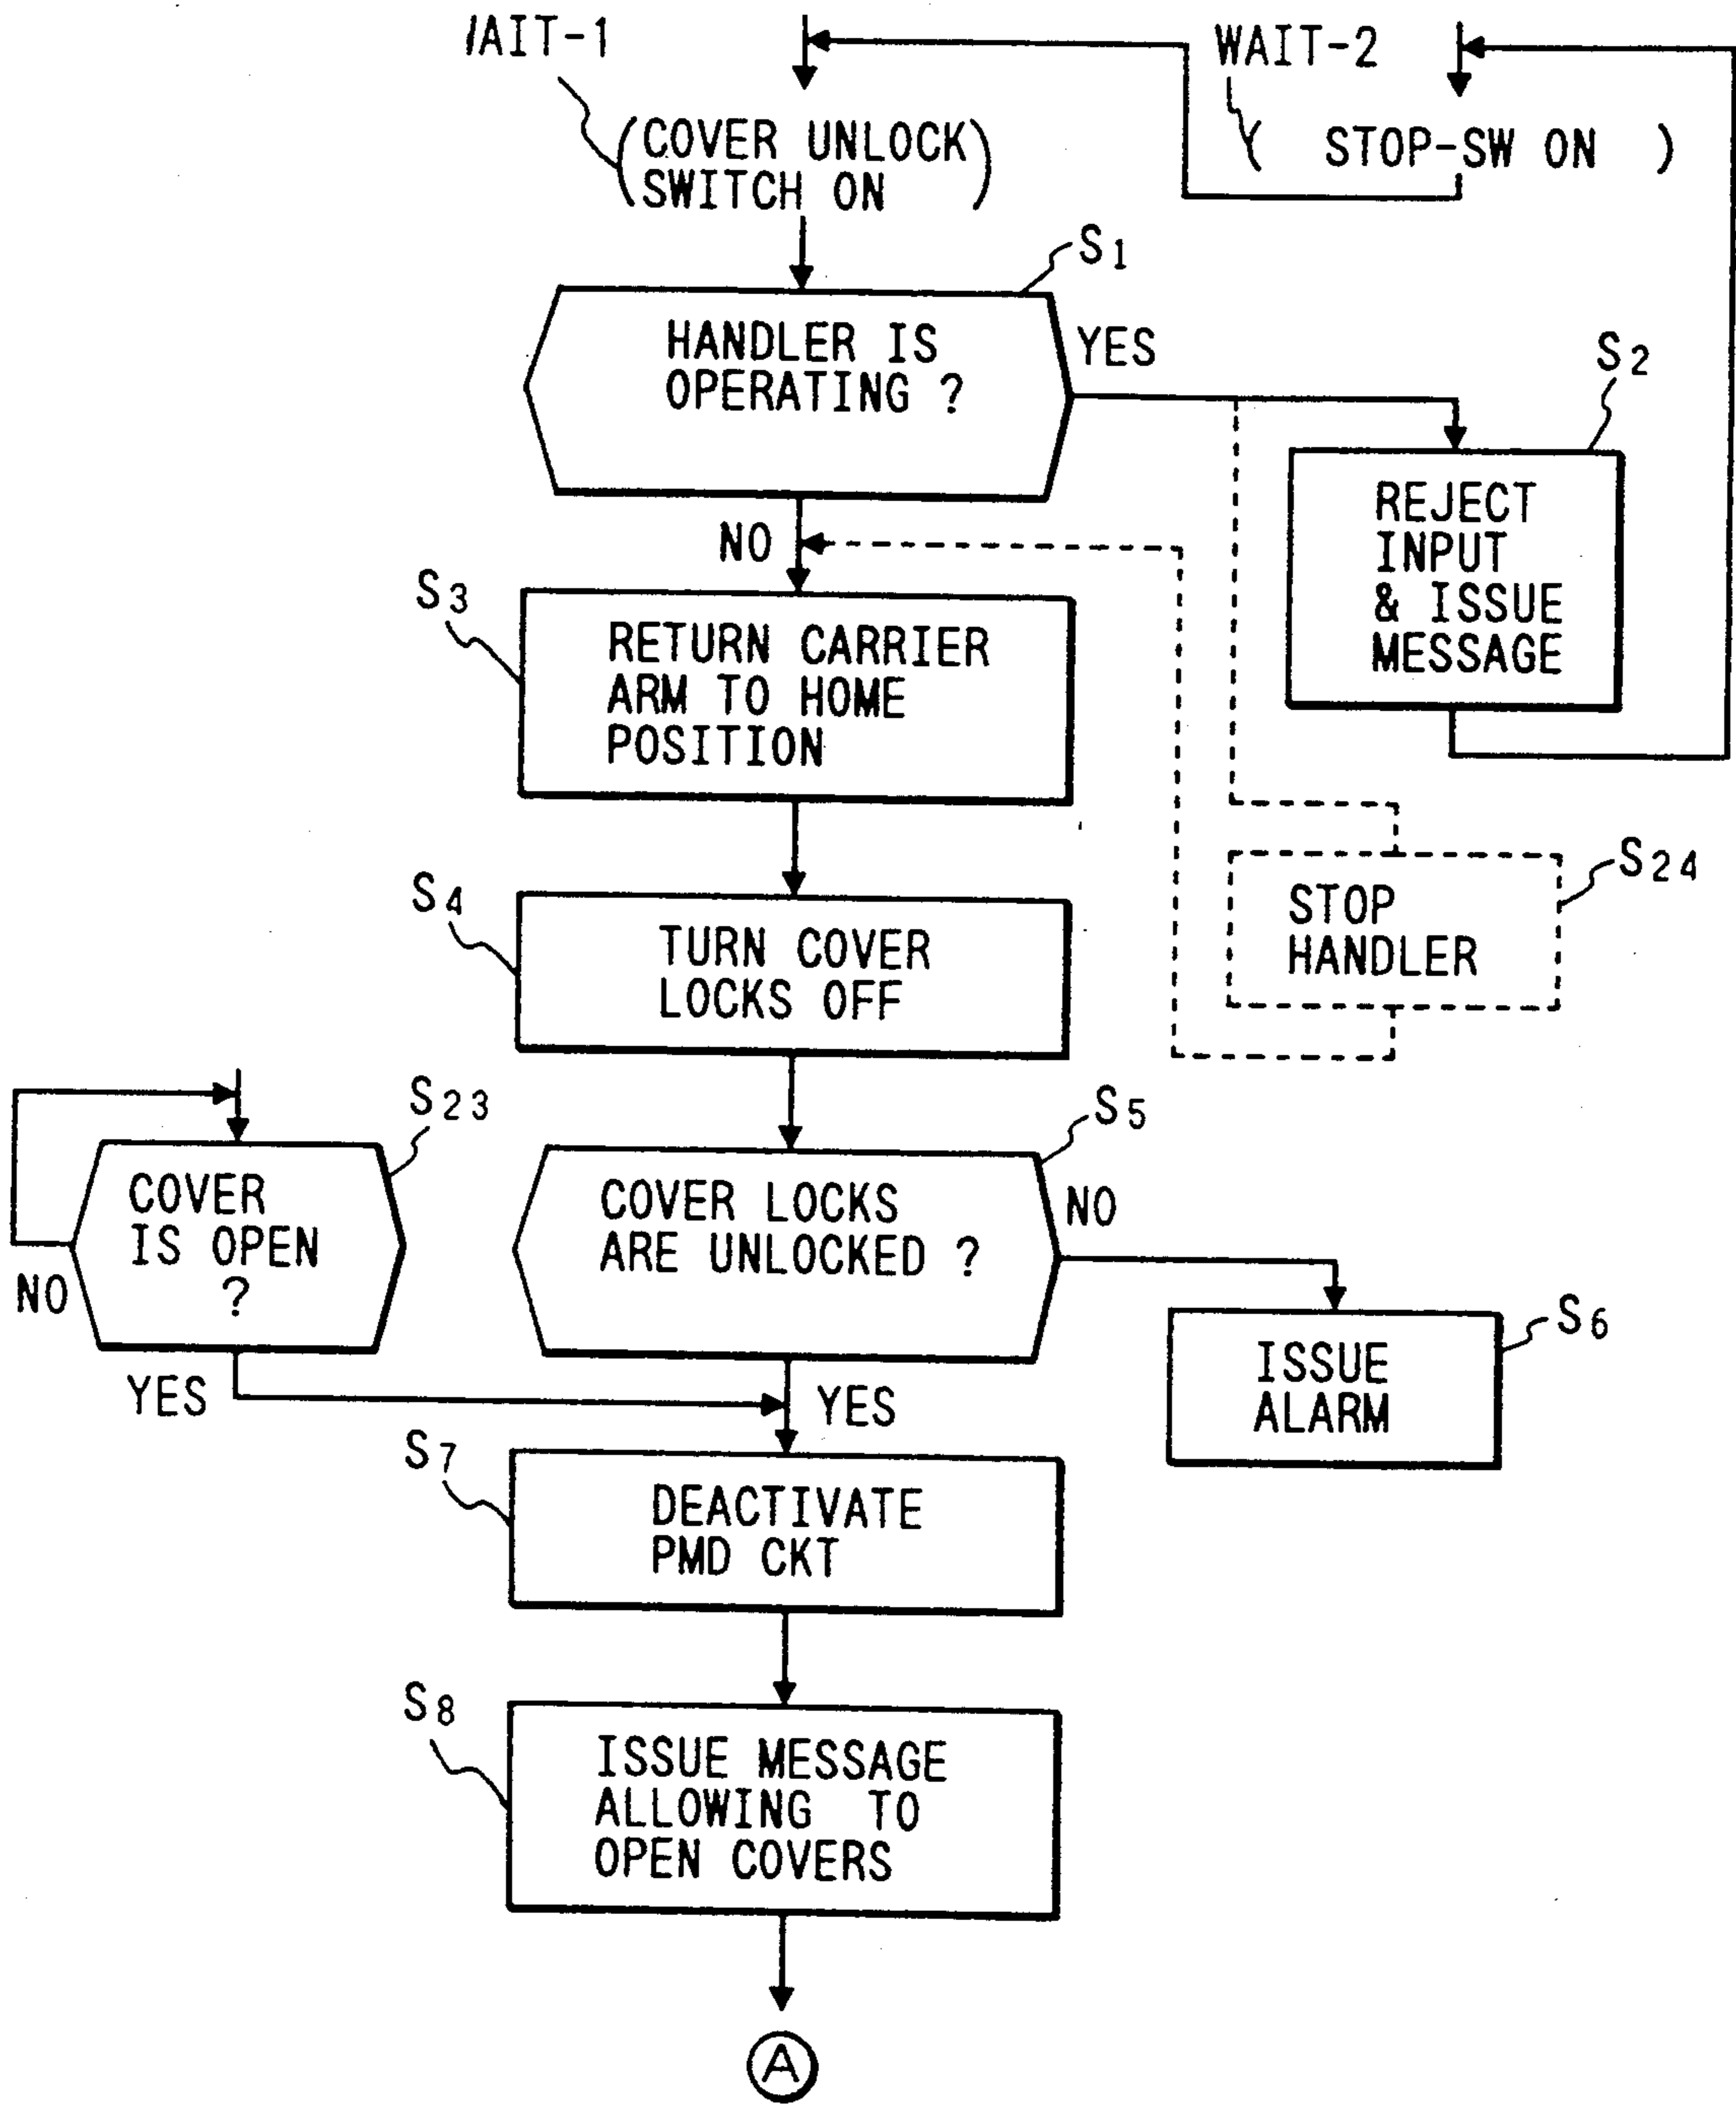 WAIT-1
WAIT-2
(COVER UNLOCK
SWITCH ON)
( STOP-SW ON )
S1
HANDLER IS
OPERATING ?
YES
NO
S2
REJECT
INPUT
& ISSUE
MESSAGE
S3
RETURN CARRIER
ARM TO HOME
POSITION
S24
STOP
HANDLER
S4
TURN COVER
LOCKS OFF
S23
COVER
IS OPEN
?
NO
YES
S5
COVER LOCKS
ARE UNLOCKED ?
NO
YES
S6
ISSUE
ALARM
S7
DEACTIVATE
PMD CKT
S8
ISSUE MESSAGE
ALLOWING TO
OPEN COVERS
A